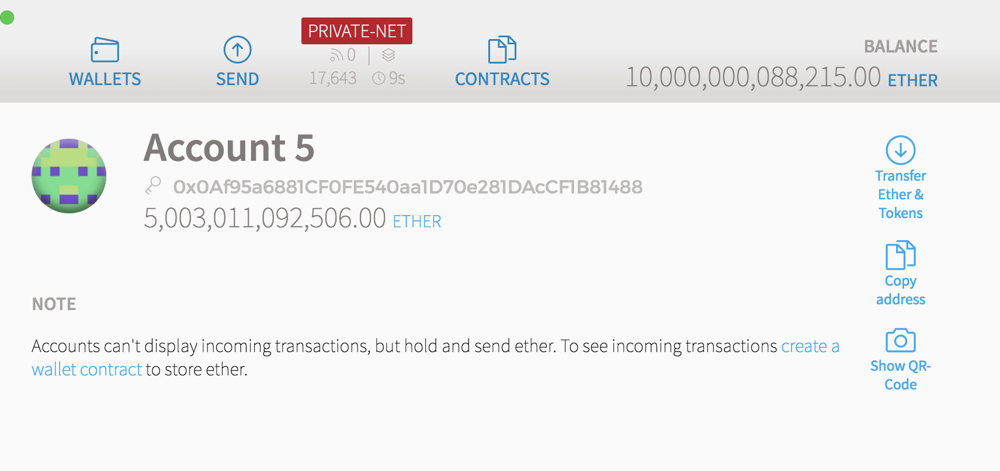 PRIVATE-NET
0
17,643 9s
WALLETS
SEND
CONTRACTS
BALANCE
10,000,000,088,215.00 ETHER
Account 5
0x0Af95a6881CF0FE540aa1D70e281DAcCF1B81488
5,003,011,092,506.00 ETHER
Transfer
Ether &
Tokens
Copy
address
Show QR-
Code
NOTE
Accounts can't display incoming transactions, but hold and send ether. To see incoming transactions create a
wallet contract to store ether.